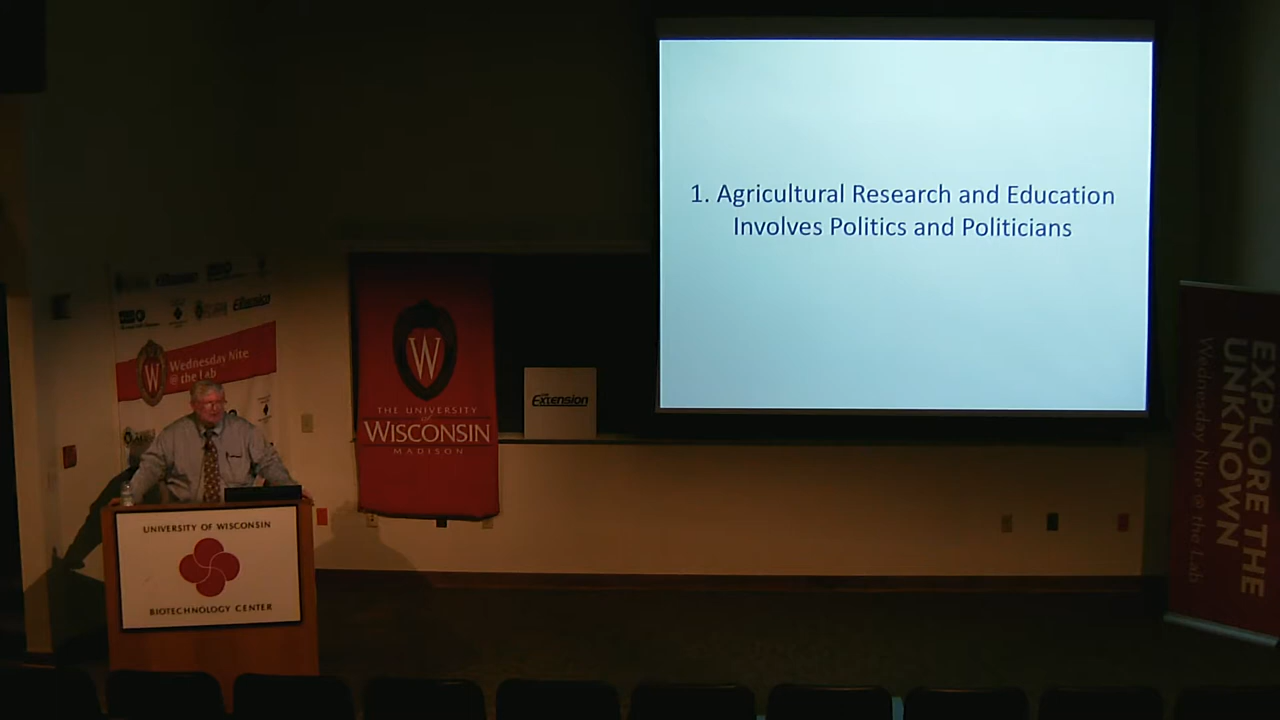 1. Agricultural Research and Education
Involves Politics and Politicians
Extension
Wednesday Nite
@ the Lab
W
W
THE UNIVERSITY
of
WISCONSIN
MADISON
Extension
UNIVERSITY OF WISCONSIN
BIOTECHNOLOGY CENTER
EXPLORE THE
UNKNOWN
Wednesday Nite @ the Lab